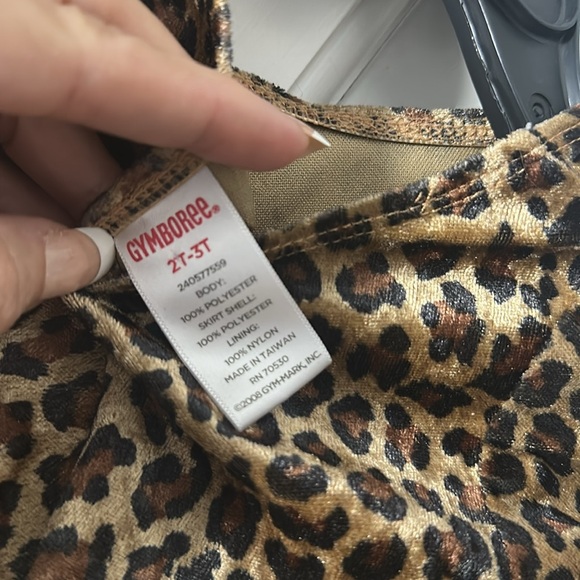 GYMBOREE®
2T-3T
240577559
BODY:
100% POLYESTER
SKIRT SHELL:
100% POLYESTER
LINING:
100% NYLON
MADE IN TAIWAN
RN 70530
©2008 GYM-MARK, INC.